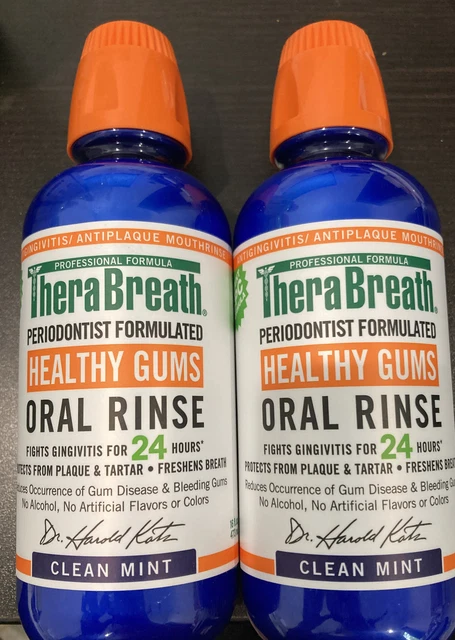 GINGIVITIS/ ANTIPLAQUE MOUTHRINSE
PROFESSIONAL FORMULA
TheraBreath®
PERIODONTIST FORMULATED
HEALTHY GUMS
ORAL RINSE
FIGHTS GINGIVITIS FOR 24 HOURS*
PROTECTS FROM PLAQUE & TARTAR • FRESHENS BREATH
Reduces Occurrence of Gum Disease & Bleeding Gums
No Alcohol, No Artificial Flavors or Colors
Dr. Harold Katz
CLEAN MINT
ANTIGINGIVITIS/ ANTIPLAQUE MOUTHRIN
PROFESSIONAL FORMULA
TheraBreath®
PERIODONTIST FORMULATED
HEALTHY GUMS
ORAL RINSE
FIGHTS GINGIVITIS FOR 24 HOURS*
PROTECTS FROM PLAQUE & TARTAR • FRESHENS BREAT
Reduces Occurrence of Gum Disease & Bleeding Gu
No Alcohol, No Artificial Flavors or Colors
Dr. Harold Katz
CLEAN MINT